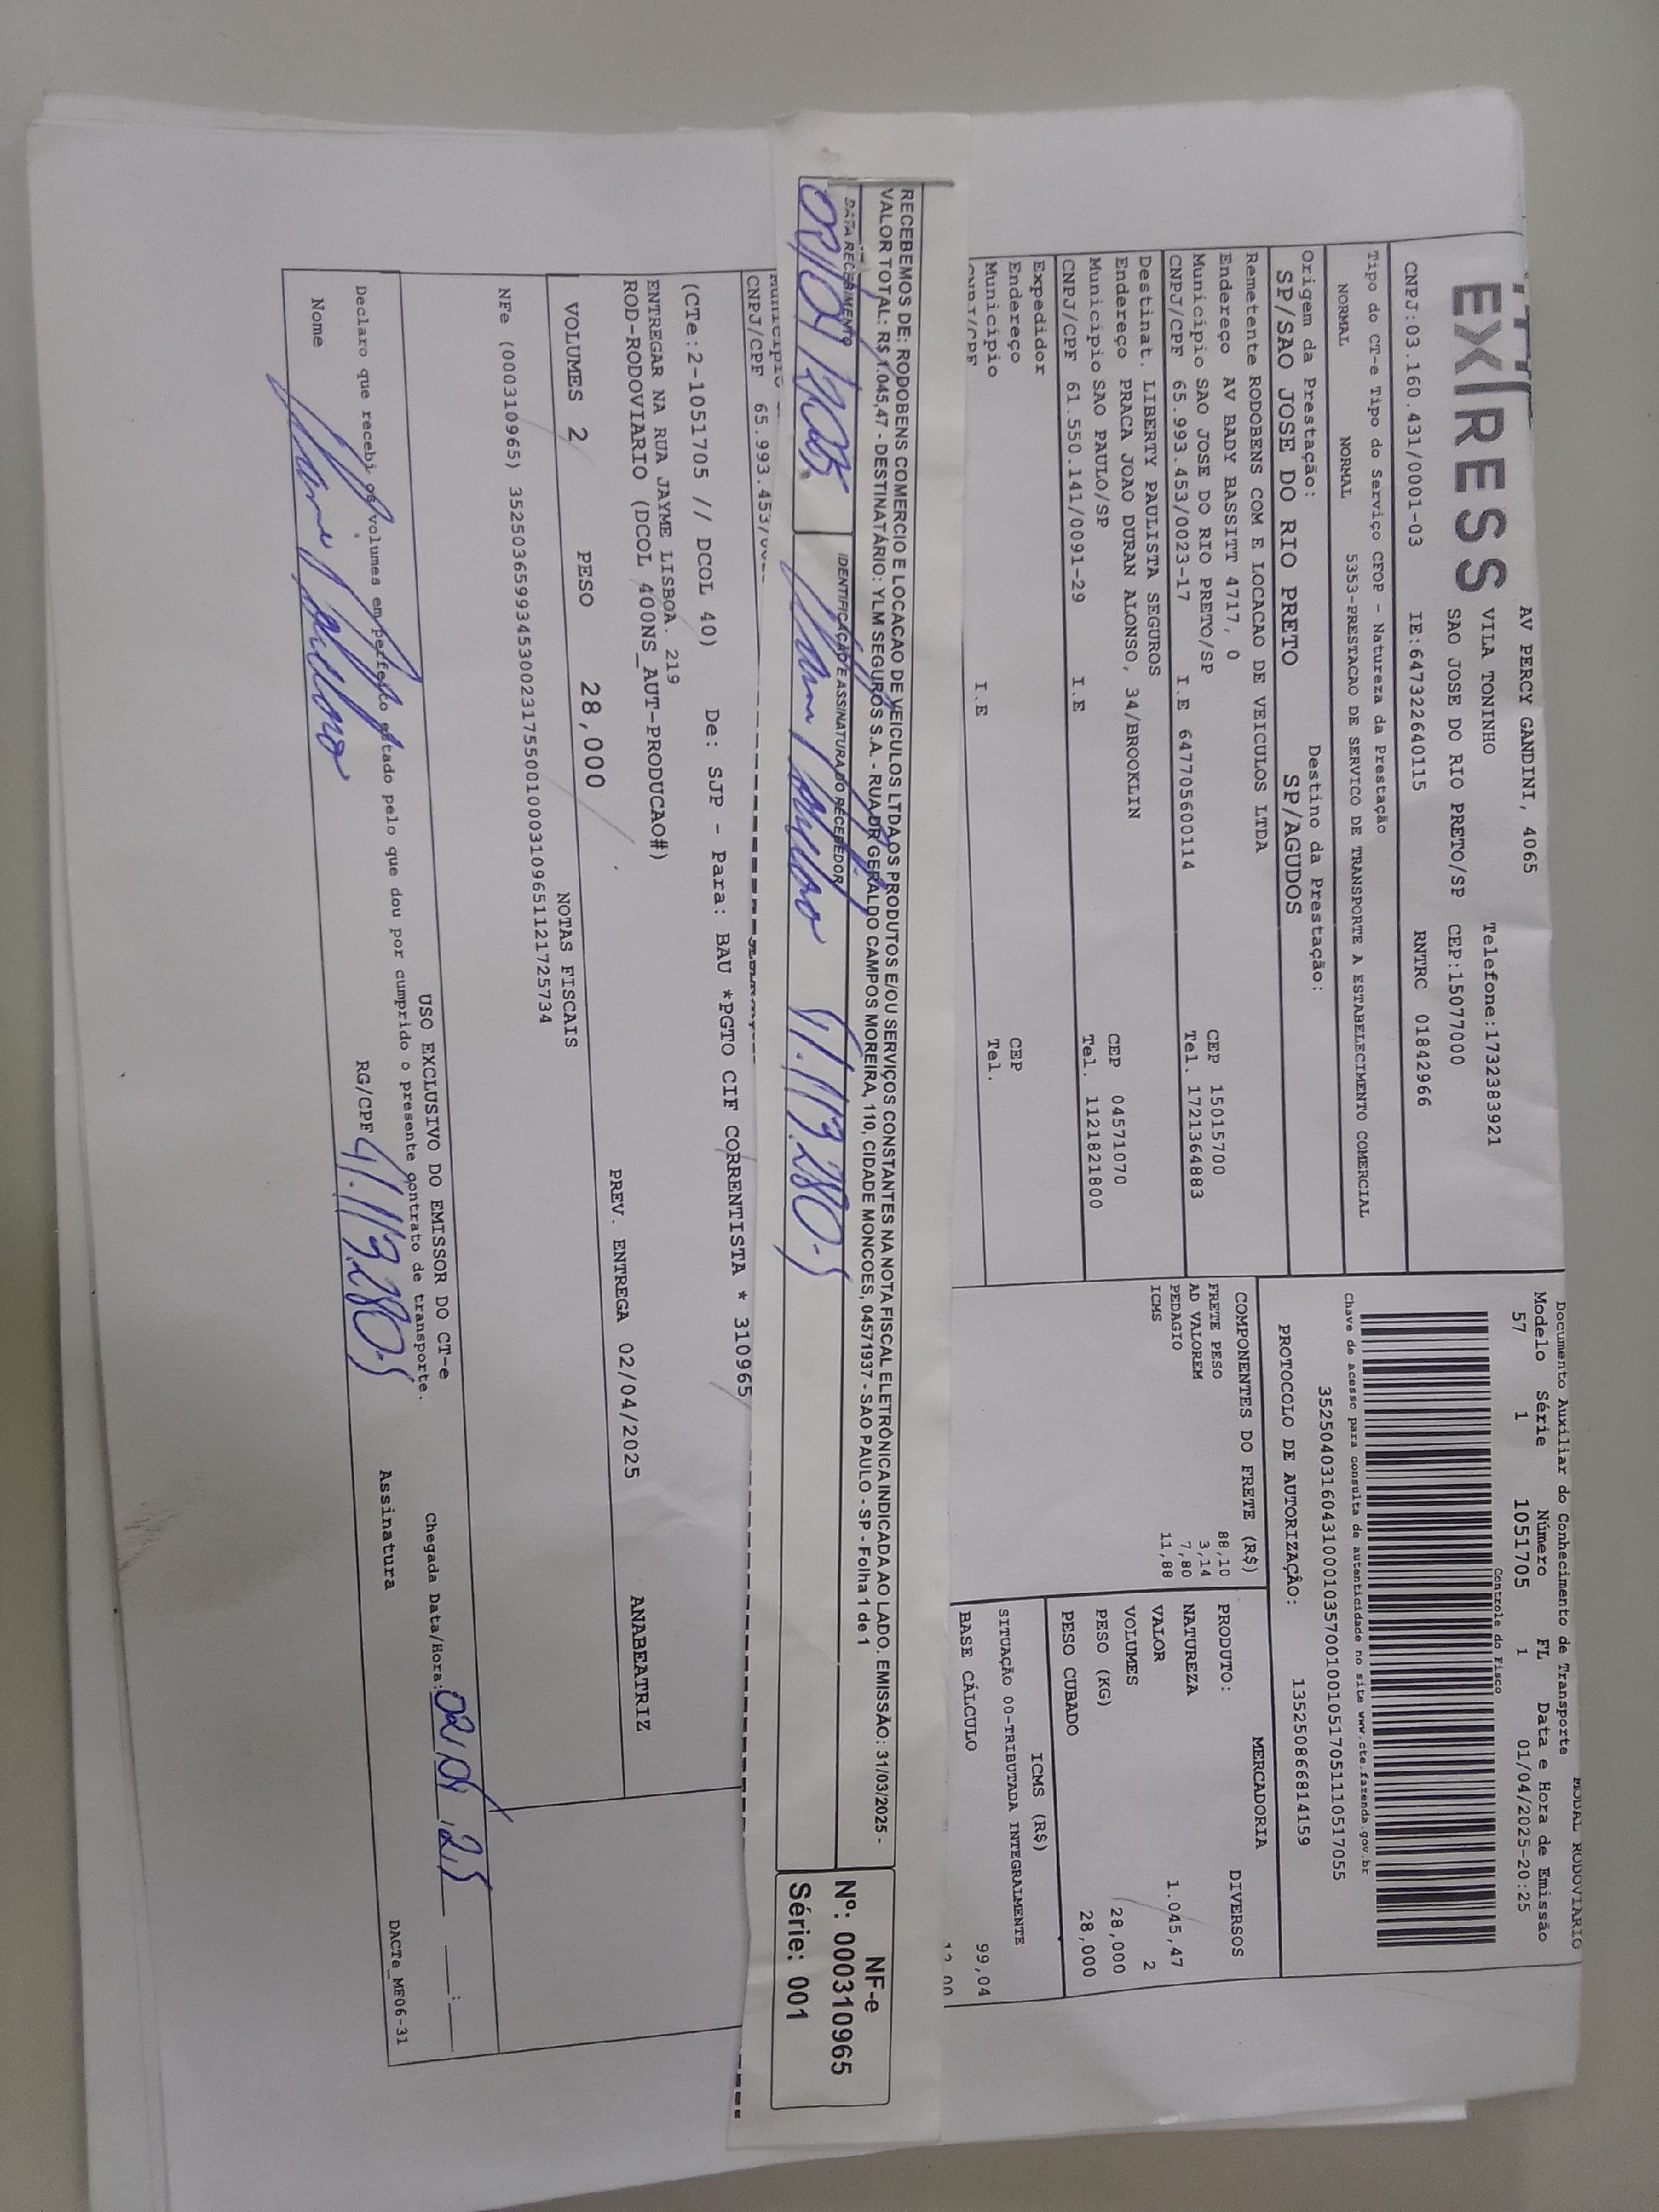 EXPRESS
AV PERCY GANDINI, 4065
VILA TONINHO Telefone:1732383921
SAO JOSE DO RIO PRETO/SP CEP:15077000
CNPJ:03.160.431/0001-03 IE:647322640115 RNTRC 01842966
Tipo do CT-e Tipo do Serviço CFOP - Natureza da Prestação
NORMAL NORMAL 5353-PRESTACAO DE SERVICO DE TRANSPORTE A ESTABELECIMENTO COMERCIAL
Origem da Prestação: Destino da Prestação:
SP/SAO JOSE DO RIO PRETO SP/AGUDOS
Remetente RODOBENS COM E LOCACAO DE VEICULOS LTDA
Endereço AV BADY BASSITT 4717, 0 CEP 15015700
Municipio SAO JOSE DO RIO PRETO/SP Tel. 1721364883
CNPJ/CPF 65.993.453/0023-17 I.E 647705600114
Destinat. LIBERTY PAULISTA SEGUROS
Endereço PRACA JOAO DURAN ALONSO, 34/BROOKLIN CEP 04571070
Municipio SAO PAULO/SP Tel. 1121821800
CNPJ/CPF 61.550.141/0091-29 I.E
Expedidor
Endereço CEP
Municipio Tel.
CNPJ/CPF I.E
MODAL RODOVIARIO
Documento Auxiliar do Conhecimento de Transporte
Modelo Série Número FL Data e Hora de Emissão
57 1 1051705 1 01/04/2025-20:25
Controle do Fisco
Chave de acesso para consulta de autenticidade no site www.cte.fazenda.gov.br
35250403160431000103570010010517051110517055
PROTOCOLO DE AUTORIZAÇÃO: 135250866814159
COMPONENTES DO FRETE (R$)
FRETE PESO 88,10
AD VALOREM 3,14
PEDAGIO 7,80
ICMS 11,88
MERCADORIA
PRODUTO: DIVERSOS
NATUREZA
VALOR 1.045,47
VOLUMES 2
PESO (KG) 28,000
PESO CUBADO 28,000
ICMS (R$)
SITUAÇÃO 00-TRIBUTADA INTEGRALMENTE
BASE CÁLCULO 99,04
RECEBEMOS DE: RODOBENS COMERCIO E LOCACAO DE VEICULOS LTDA OS PRODUTOS E/OU SERVIÇOS CONSTANTES NA NOTA FISCAL ELETRÔNICA INDICADA AO LADO. EMISSÃO: 31/03/2025 -
VALOR TOTAL: R$ 1.045,47 - DESTINATÁRIO: YLM SEGUROS S.A. - RUA DR GERALDO CAMPOS MOREIRA, 110, CIDADE MONCOES, 04571937 - SAO PAULO - SP - Folha 1 de 1
DATA RECEBIMENTO IDENTIFICAÇÃO E ASSINATURA DO RECEBEDOR
41.113.280-5
NF-e
Nº: 000310965
Série: 001
CNPJ/CPF 65.993.453/
(CTe:2-1051705 // DCOL 40) De: SJP - Para: BAU *PGTO CIF CORRENTISTA * 310965
ENTREGAR NA RUA JAYME LISBOA. 219
ROD-RODOVIARIO (DCOL 400NS_AUT-PRODUCAO#)
VOLUMES 2 PESO 28,000 PREV. ENTREGA 02/04/2025 ANABEATRIZ
NOTAS FISCAIS
NFe (000310965) 35250365993453002317550010003109651121725734
USO EXCLUSIVO DO EMISSOR DO CT-e
Chegada Data/Hora: : 
Declaro que recebi os volumes em perfeito estado pelo que dou por cumprido o presente contrato de transporte.
Nome RG/CPF 41.113.280-5 Assinatura
DACTe_MF06-31